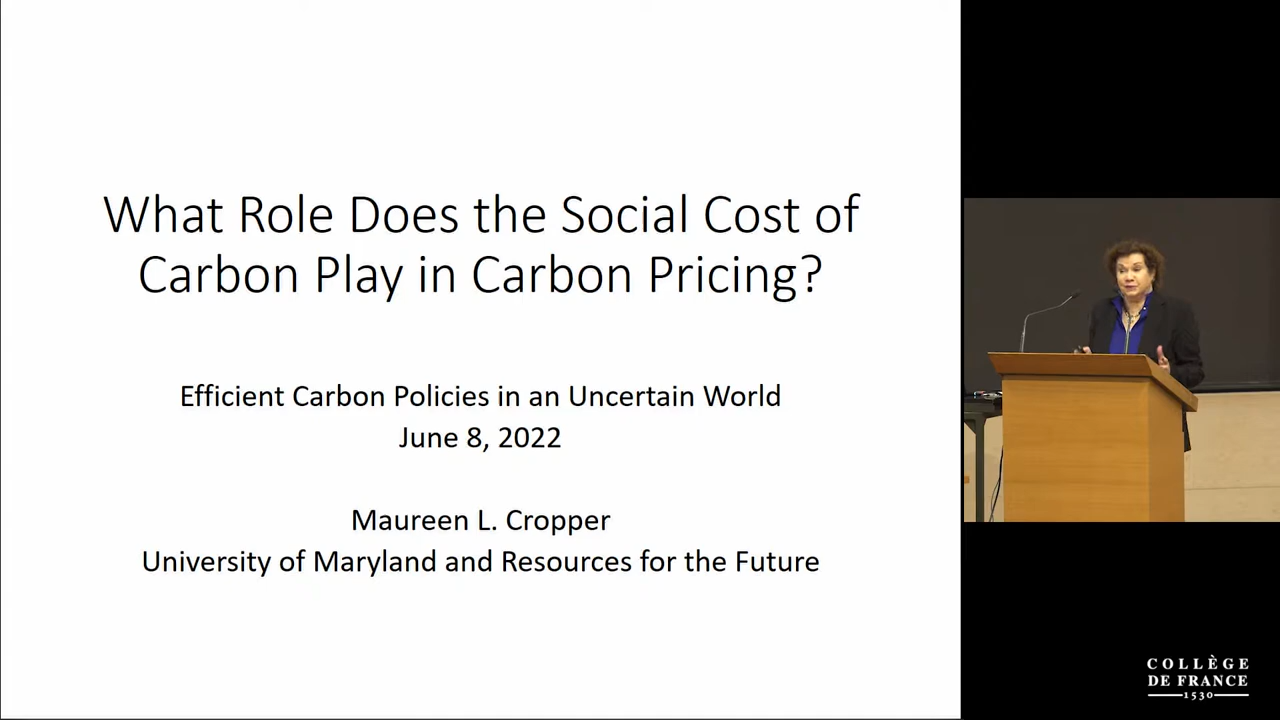 What Role Does the Social Cost of
Carbon Play in Carbon Pricing?
Efficient Carbon Policies in an Uncertain World
June 8, 2022
Maureen L. Cropper
University of Maryland and Resources for the Future
COLLÈGE
DE FRANCE
1530